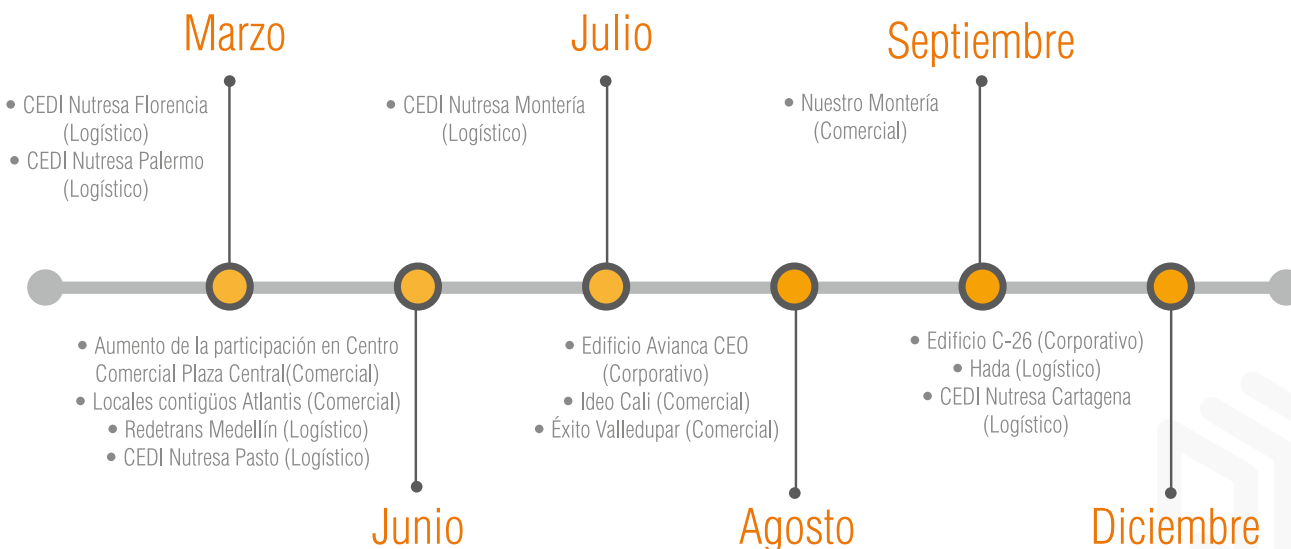 Marzo
• CEDI Nutresa Florencia
(Logístico)
• CEDI Nutresa Palermo
(Logístico)
Julio
• CEDI Nutresa Montería
(Logístico)
Septiembre
• Nuestro Montería
(Comercial)
• Aumento de la participación en Centro
Comercial Plaza Central(Comercial)
• Locales contigüos Atlantis (Comercial)
• Redetrans Medellín (Logístico)
• CEDI Nutresa Pasto (Logístico)
Junio
• Edificio Avianca CEO
(Corporativo)
• Ideo Cali (Comercial)
• Éxito Valledupar (Comercial)
Agosto
• Edificio C-26 (Corporativo)
• Hada (Logístico)
• CEDI Nutresa Cartagena
(Logístico)
Diciembre